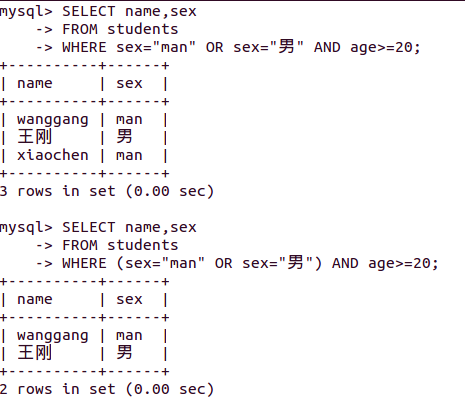 mysql> SELECT name,sex
    -> FROM students
    -> WHERE sex="man" OR sex="男" AND age>=20;
+----------+------+
| name     | sex  |
+----------+------+
| wanggang | man  |
| 王刚     | 男   |
| xiaochen | man  |
+----------+------+
3 rows in set (0.00 sec)

mysql> SELECT name,sex
    -> FROM students
    -> WHERE (sex="man" OR sex="男") AND age>=20;
+----------+------+
| name     | sex  |
+----------+------+
| wanggang | man  |
| 王刚     | 男   |
+----------+------+
2 rows in set (0.00 sec)